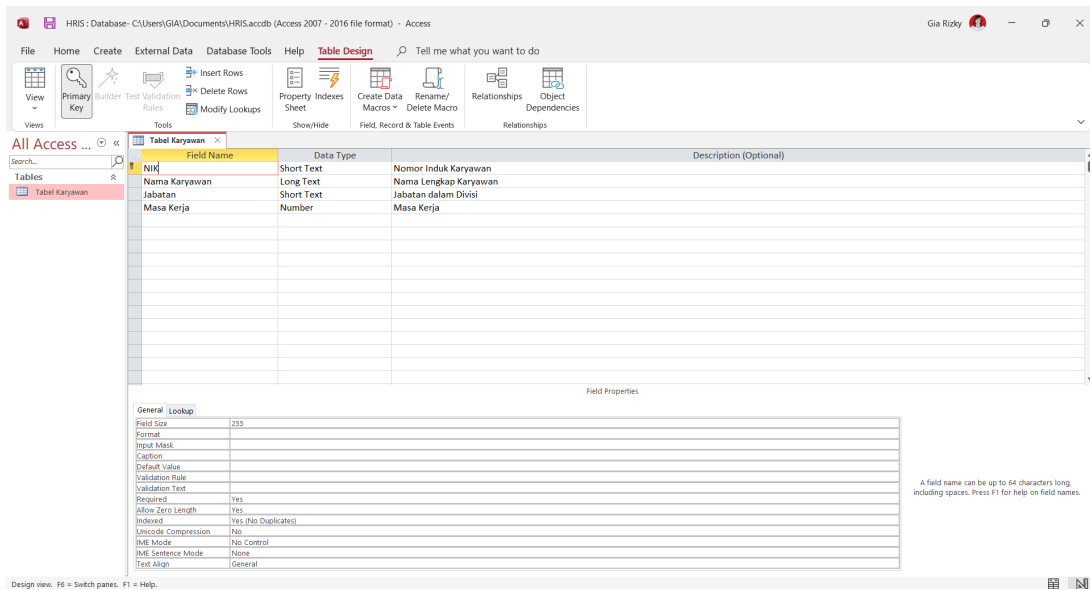 HRIS : Database- C:\Users\GIA\Documents\HRIS.accdb (Access 2007 - 2016 file format) - Access
Gia Rizky
File Home Create External Data Database Tools Help Table Design Tell me what you want to do
View
Primary Key
Builder
Test Validation Rules
Insert Rows
Delete Rows
Modify Lookups
Property Sheet
Indexes
Create Data Macros
Rename/ Delete Macro
Relationships
Object Dependencies
Views Tools Show/Hide Field, Record & Table Events Relationships
All Access ...
Search...
Tables
Tabel Karyawan
Tabel Karyawan
Field Name Data Type Description (Optional)
NIK Short Text Nomor Induk Karyawan
Nama Karyawan Long Text Nama Lengkap Karyawan
Jabatan Short Text Jabatan dalam Divisi
Masa Kerja Number Masa Kerja
Field Properties
General Lookup
Field Size 255
Format
Input Mask
Caption
Default Value
Validation Rule
Validation Text
Required Yes
Allow Zero Length Yes
Indexed Yes (No Duplicates)
Unicode Compression No
IME Mode No Control
IME Sentence Mode None
Text Align General
A field name can be up to 64 characters long,
including spaces. Press F1 for help on field names.
Design view. F6 = Switch panes. F1 = Help.